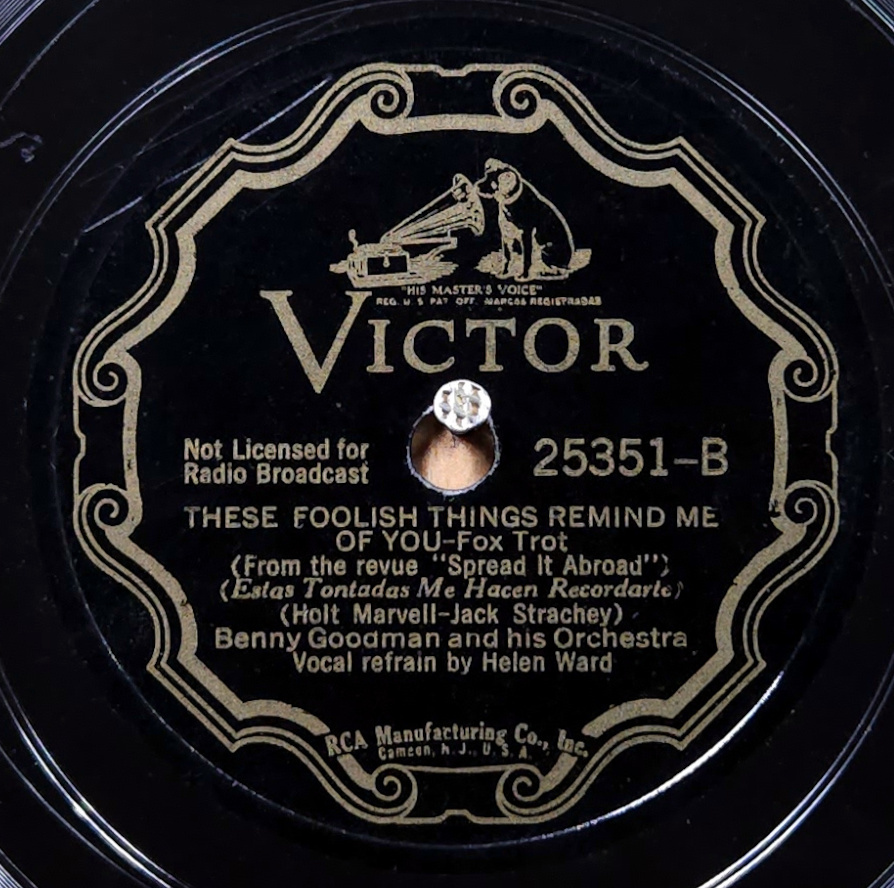 "HIS MASTER'S VOICE"
REG. U. S. PAT. OFF. MARCAS REGISTRADAS
VICTOR
Not Licensed for
Radio Broadcast
25351-B
THESE FOOLISH THINGS REMIND ME
OF YOU-Fox Trot
(From the revue "Spread It Abroad")
(Estas Tontadas Me Hacen Recordarte)
(Holt Marvell-Jack Strachey)
Benny Goodman and his Orchestra
Vocal refrain by Helen Ward
RCA Manufacturing Co., Inc.
Camden, N. J., U. S. A.